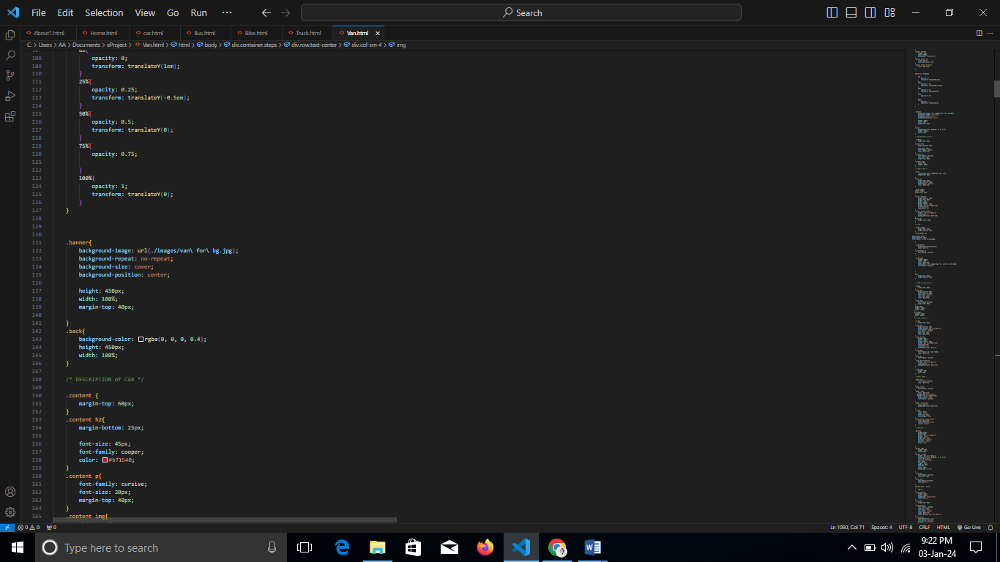 File Edit Selection View Go Run ··· Search
About1.html Home.html car.html Bus.html Bike.html Truck.html Van.html
C: > Users > AA > Documents > eProject > Van.html > html > body > div.container.steps > div.row.text-center > div.col-sm-4 > img
108 opacity: 0;
109 transform: translateY(1em);
110 }
111 25%{
112 opacity: 0.25;
113 transform: translateY(-0.5em);
114 }
115 50%{
116 opacity: 0.5;
117 transform: translateY(0);
118 }
119 75%{
120 opacity: 0.75;
121
122 }
123 100%{
124 opacity: 1;
125 transform: translateY(0);
126 }
127 }
128
129
130
131 .banner{
132 background-image: url(./images/van\ for\ bg.jpg);
133 background-repeat: no-repeat;
134 background-size: cover;
135 background-position: center;
136
137 height: 450px;
138 width: 100%;
139 margin-top: 40px;
140
141 }
142 .back{
143 background-color: rgba(0, 0, 0, 0.4);
144 height: 450px;
145 width: 100%;
146 }
147
148 /* DESCRIPTION of CAR */
149
150 .content {
151 margin-top: 60px;
152 }
153 .content h2{
154 margin-bottom: 25px;
155
156 font-size: 45px;
157 font-family: cooper;
158 color: #b71540;
159 }
160 .content p{
161 font-family: cursive;
162 font-size: 20px;
163 margin-top: 40px;
164 }
165 .content img{
0 0 0 Ln 1050, Col 71 Spaces: 4 UTF-8 CRLF HTML Go Live
Type here to search
9:22 PM
03-Jan-24